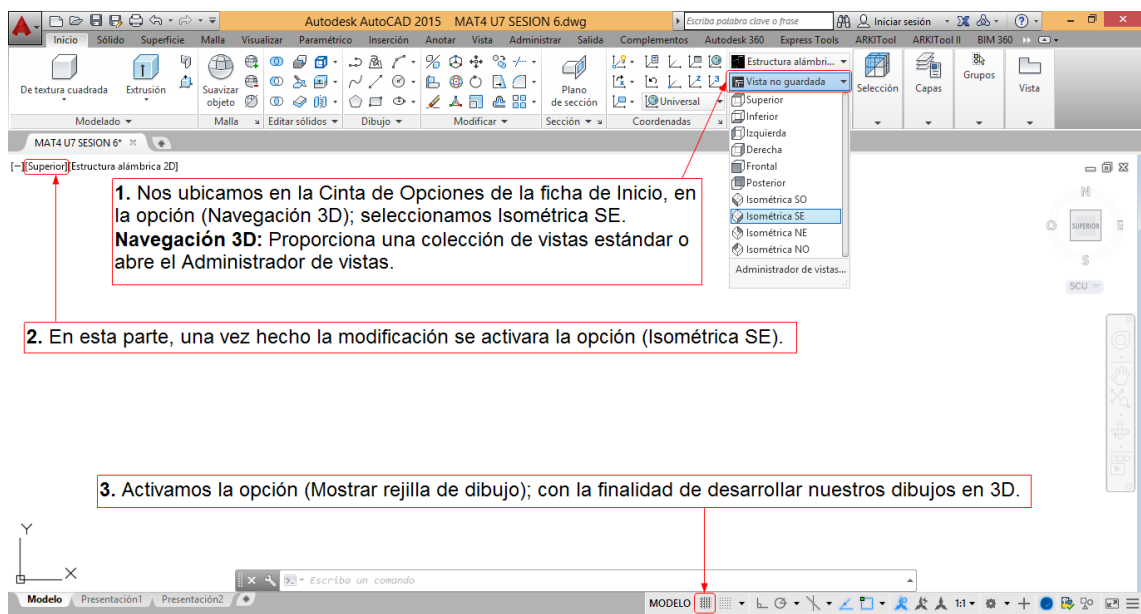 Autodesk AutoCAD 2015 MAT4 U7 SESION 6.dwg
Escriba palabra clave o frase
Iniciar sesión
Inicio Sólido Superficie Malla Visualizar Paramétrico Inserción Anotar Vista Administrar Salida Complementos Autodesk 360 Express Tools ARKITool ARKITool II BIM 360
De textura cuadrada
Extrusión
Suavizar objeto
Plano de sección
Universal
Estructura alámbri...
Vista no guardada
Selección
Capas
Grupos
Vista
Modelado
Malla
Editar sólidos
Dibujo
Modificar
Sección
Coordenadas
Superior
Inferior
Izquierda
Derecha
Frontal
Posterior
Isométrica SO
Isométrica SE
Isométrica NE
Isométrica NO
Administrador de vistas...
MAT4 U7 SESION 6*
[−][Superior][Estructura alámbrica 2D]
1. Nos ubicamos en la Cinta de Opciones de la ficha de Inicio, en
la opción (Navegación 3D); seleccionamos Isométrica SE.
Navegación 3D: Proporciona una colección de vistas estándar o
abre el Administrador de vistas.
N
O SUPERIOR E
S
SCU
2. En esta parte, una vez hecho la modificación se activara la opción (Isométrica SE).
3. Activamos la opción (Mostrar rejilla de dibujo); con la finalidad de desarrollar nuestros dibujos en 3D.
Y
X
Escriba un comando
Modelo Presentación1 Presentación2
MODELO
1:1